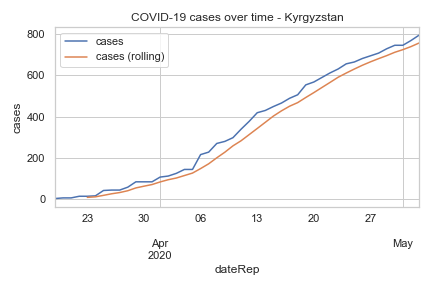 COVID-19 cases over time - Kyrgyzstan
cases
cases (rolling)
800
600
400
200
0
cases
23
30
06
13
20
27
Apr
2020
May
dateRep